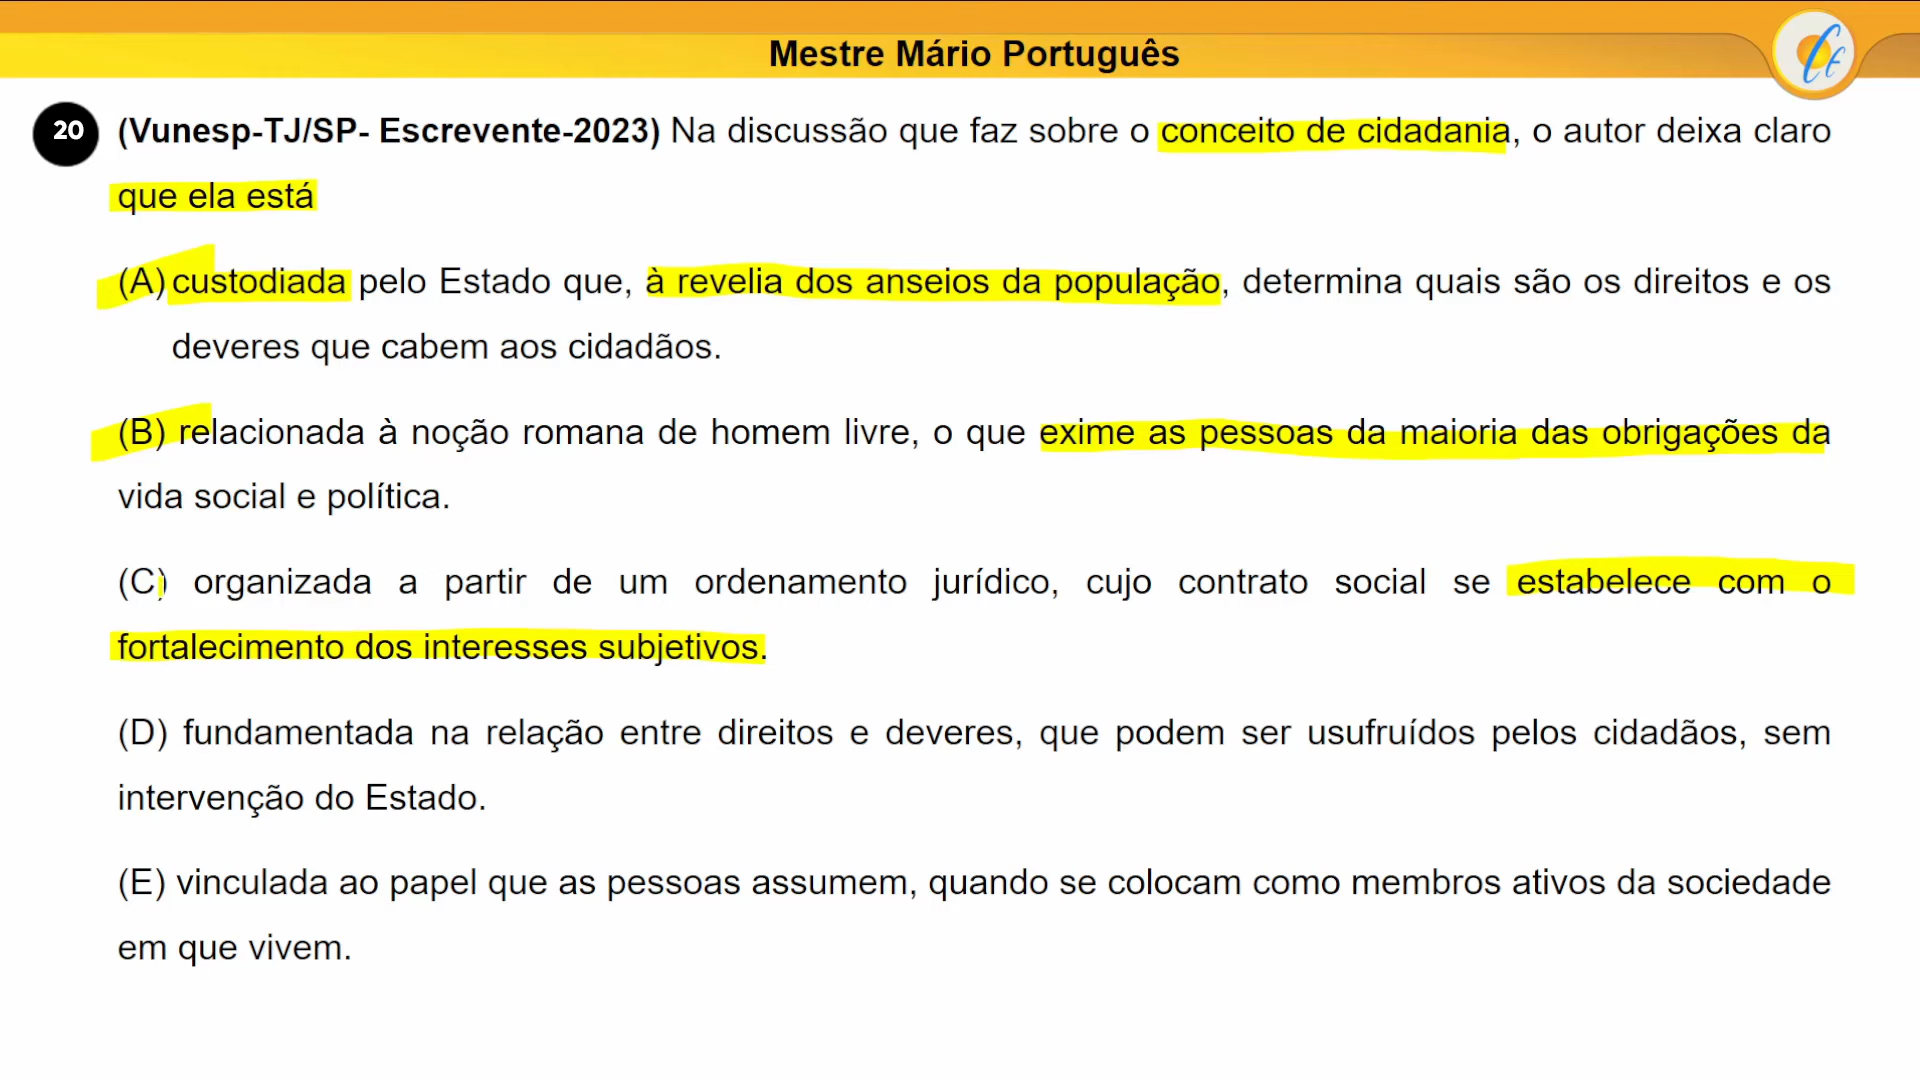 Mestre Mário Português
20 (Vunesp-TJ/SP- Escrevente-2023) Na discussão que faz sobre o conceito de cidadania, o autor deixa claro
que ela está
(A) custodiada pelo Estado que, à revelia dos anseios da população, determina quais são os direitos e os
deveres que cabem aos cidadãos.
(B) relacionada à noção romana de homem livre, o que exime as pessoas da maioria das obrigações da
vida social e política.
(C) organizada a partir de um ordenamento jurídico, cujo contrato social se estabelece com o
fortalecimento dos interesses subjetivos.
(D) fundamentada na relação entre direitos e deveres, que podem ser usufruídos pelos cidadãos, sem
intervenção do Estado.
(E) vinculada ao papel que as pessoas assumem, quando se colocam como membros ativos da sociedade
em que vivem.